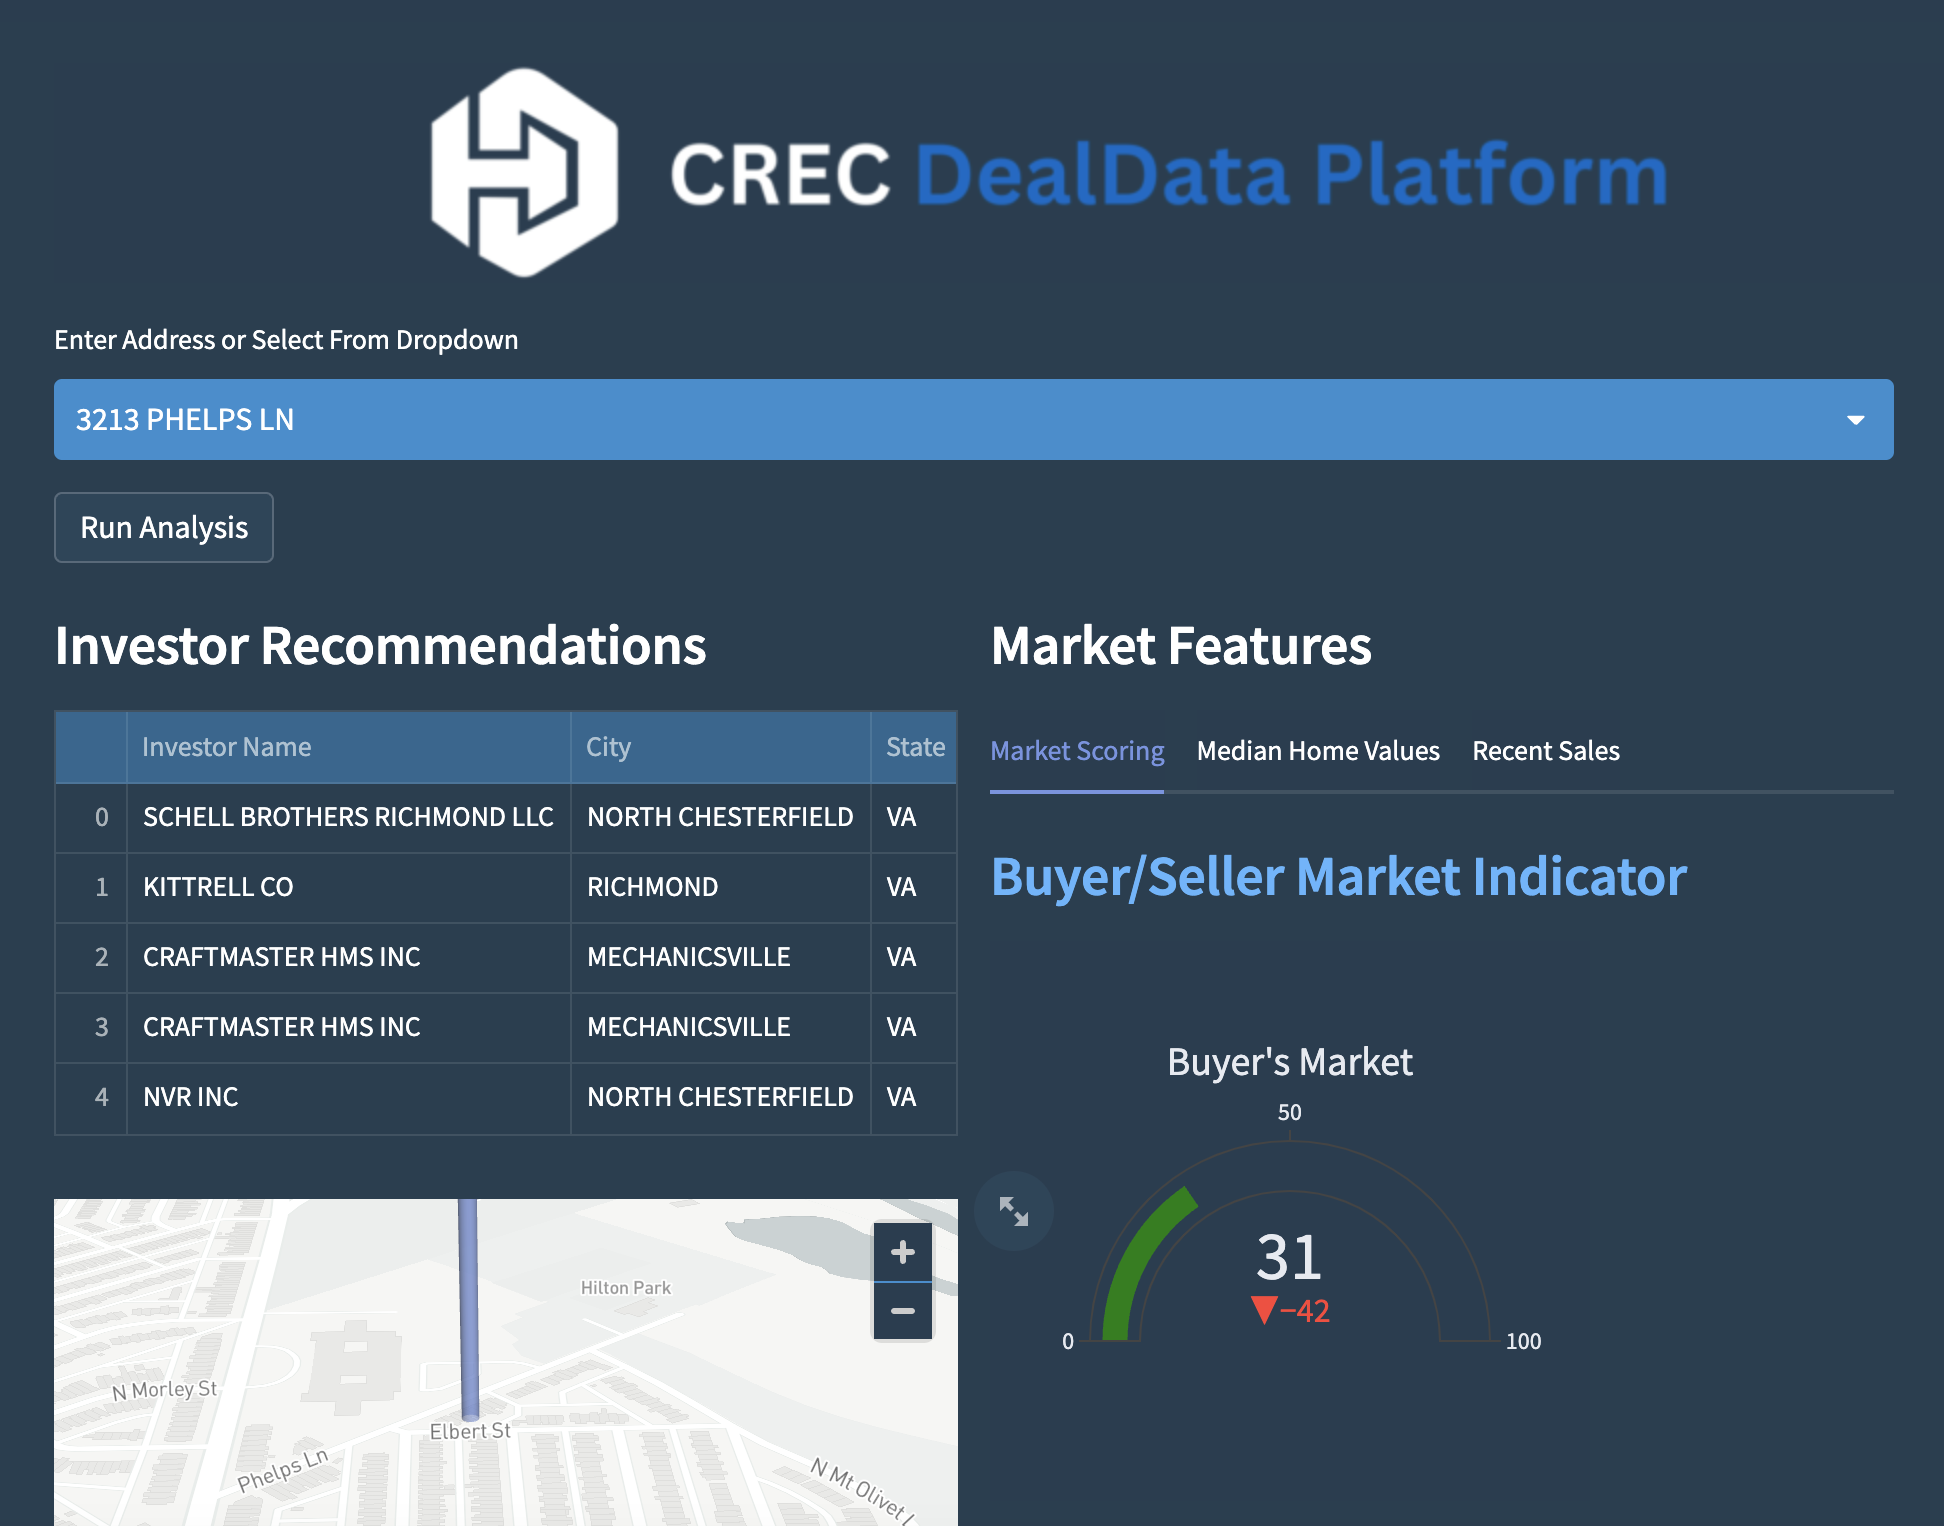 CREC DealData Platform
Enter Address or Select From Dropdown
3213 PHELPS LN
Run Analysis
Investor Recommendations
Investor Name City State
0 SCHELL BROTHERS RICHMOND LLC NORTH CHESTERFIELD VA
1 KITTRELL CO RICHMOND VA
2 CRAFTMASTER HMS INC MECHANICSVILLE VA
3 CRAFTMASTER HMS INC MECHANICSVILLE VA
4 NVR INC NORTH CHESTERFIELD VA
Hilton Park
N Morley St
Elbert St
Phelps Ln
N Mt Olivet
Market Features
Market Scoring Median Home Values Recent Sales
Buyer/Seller Market Indicator
Buyer's Market
50
31
▼−42
0 100